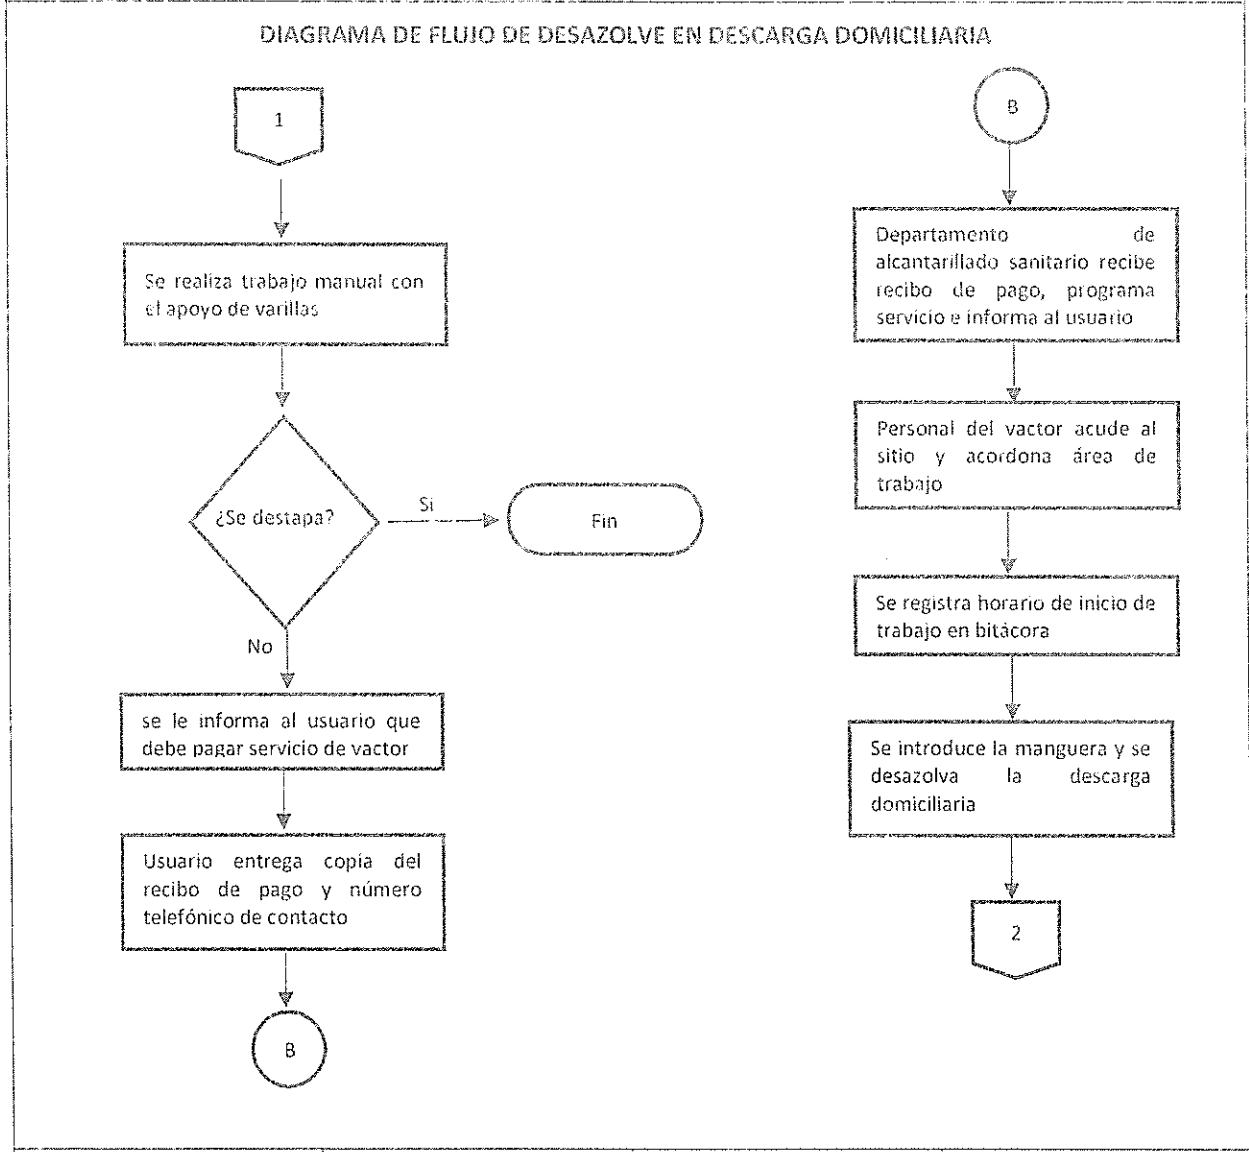 DIAGRAMA DE FLUJO DE DESAZOLVE EN DESCARGA DOMICILIARIA
1
Se realiza trabajo manual con
el apoyo de varillas
¿Se destapa?
Si
Fin
No
se le informa al usuario que
debe pagar servicio de vactor
Usuario entrega copia del
recibo de pago y número
telefónico de contacto
B
B
Departamento de
alcantarillado sanitario recibe
recibo de pago, programa
servicio e informa al usuario
Personal del vactor acude al
sitio y acordona área de
trabajo
Se registra horario de inicio de
trabajo en bitácora
Se introduce la manguera y se
desazolva la descarga
domiciliaria
2